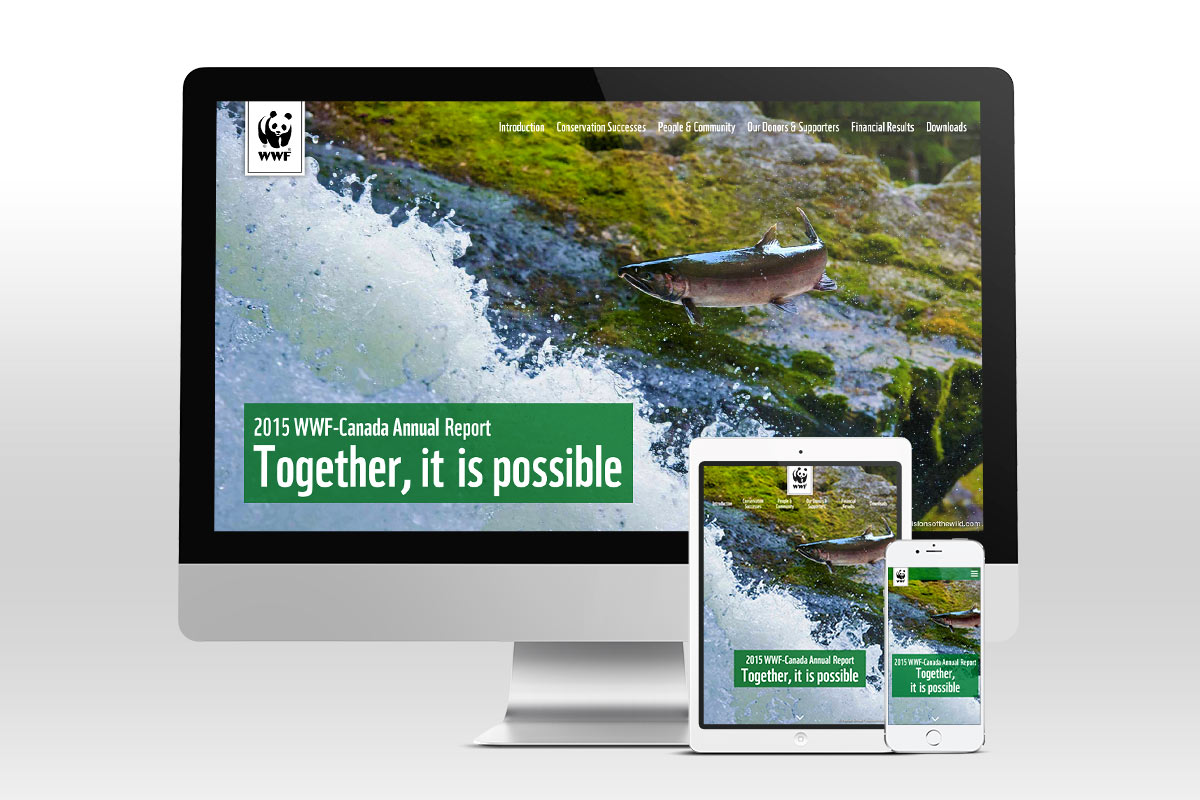 WWF
Introduction Conservation Successes People & Community Our Donors & Supporters Financial Results Downloads
2015 WWF-Canada Annual Report
Together, it is possible
WWF
Introduction Conservation Successes People & Community Our Donors & Supporters Financial Results Downloads
2015 WWF-Canada Annual Report
Together, it is possible
WWF
2015 WWF-Canada Annual Report
Together,
it is possible